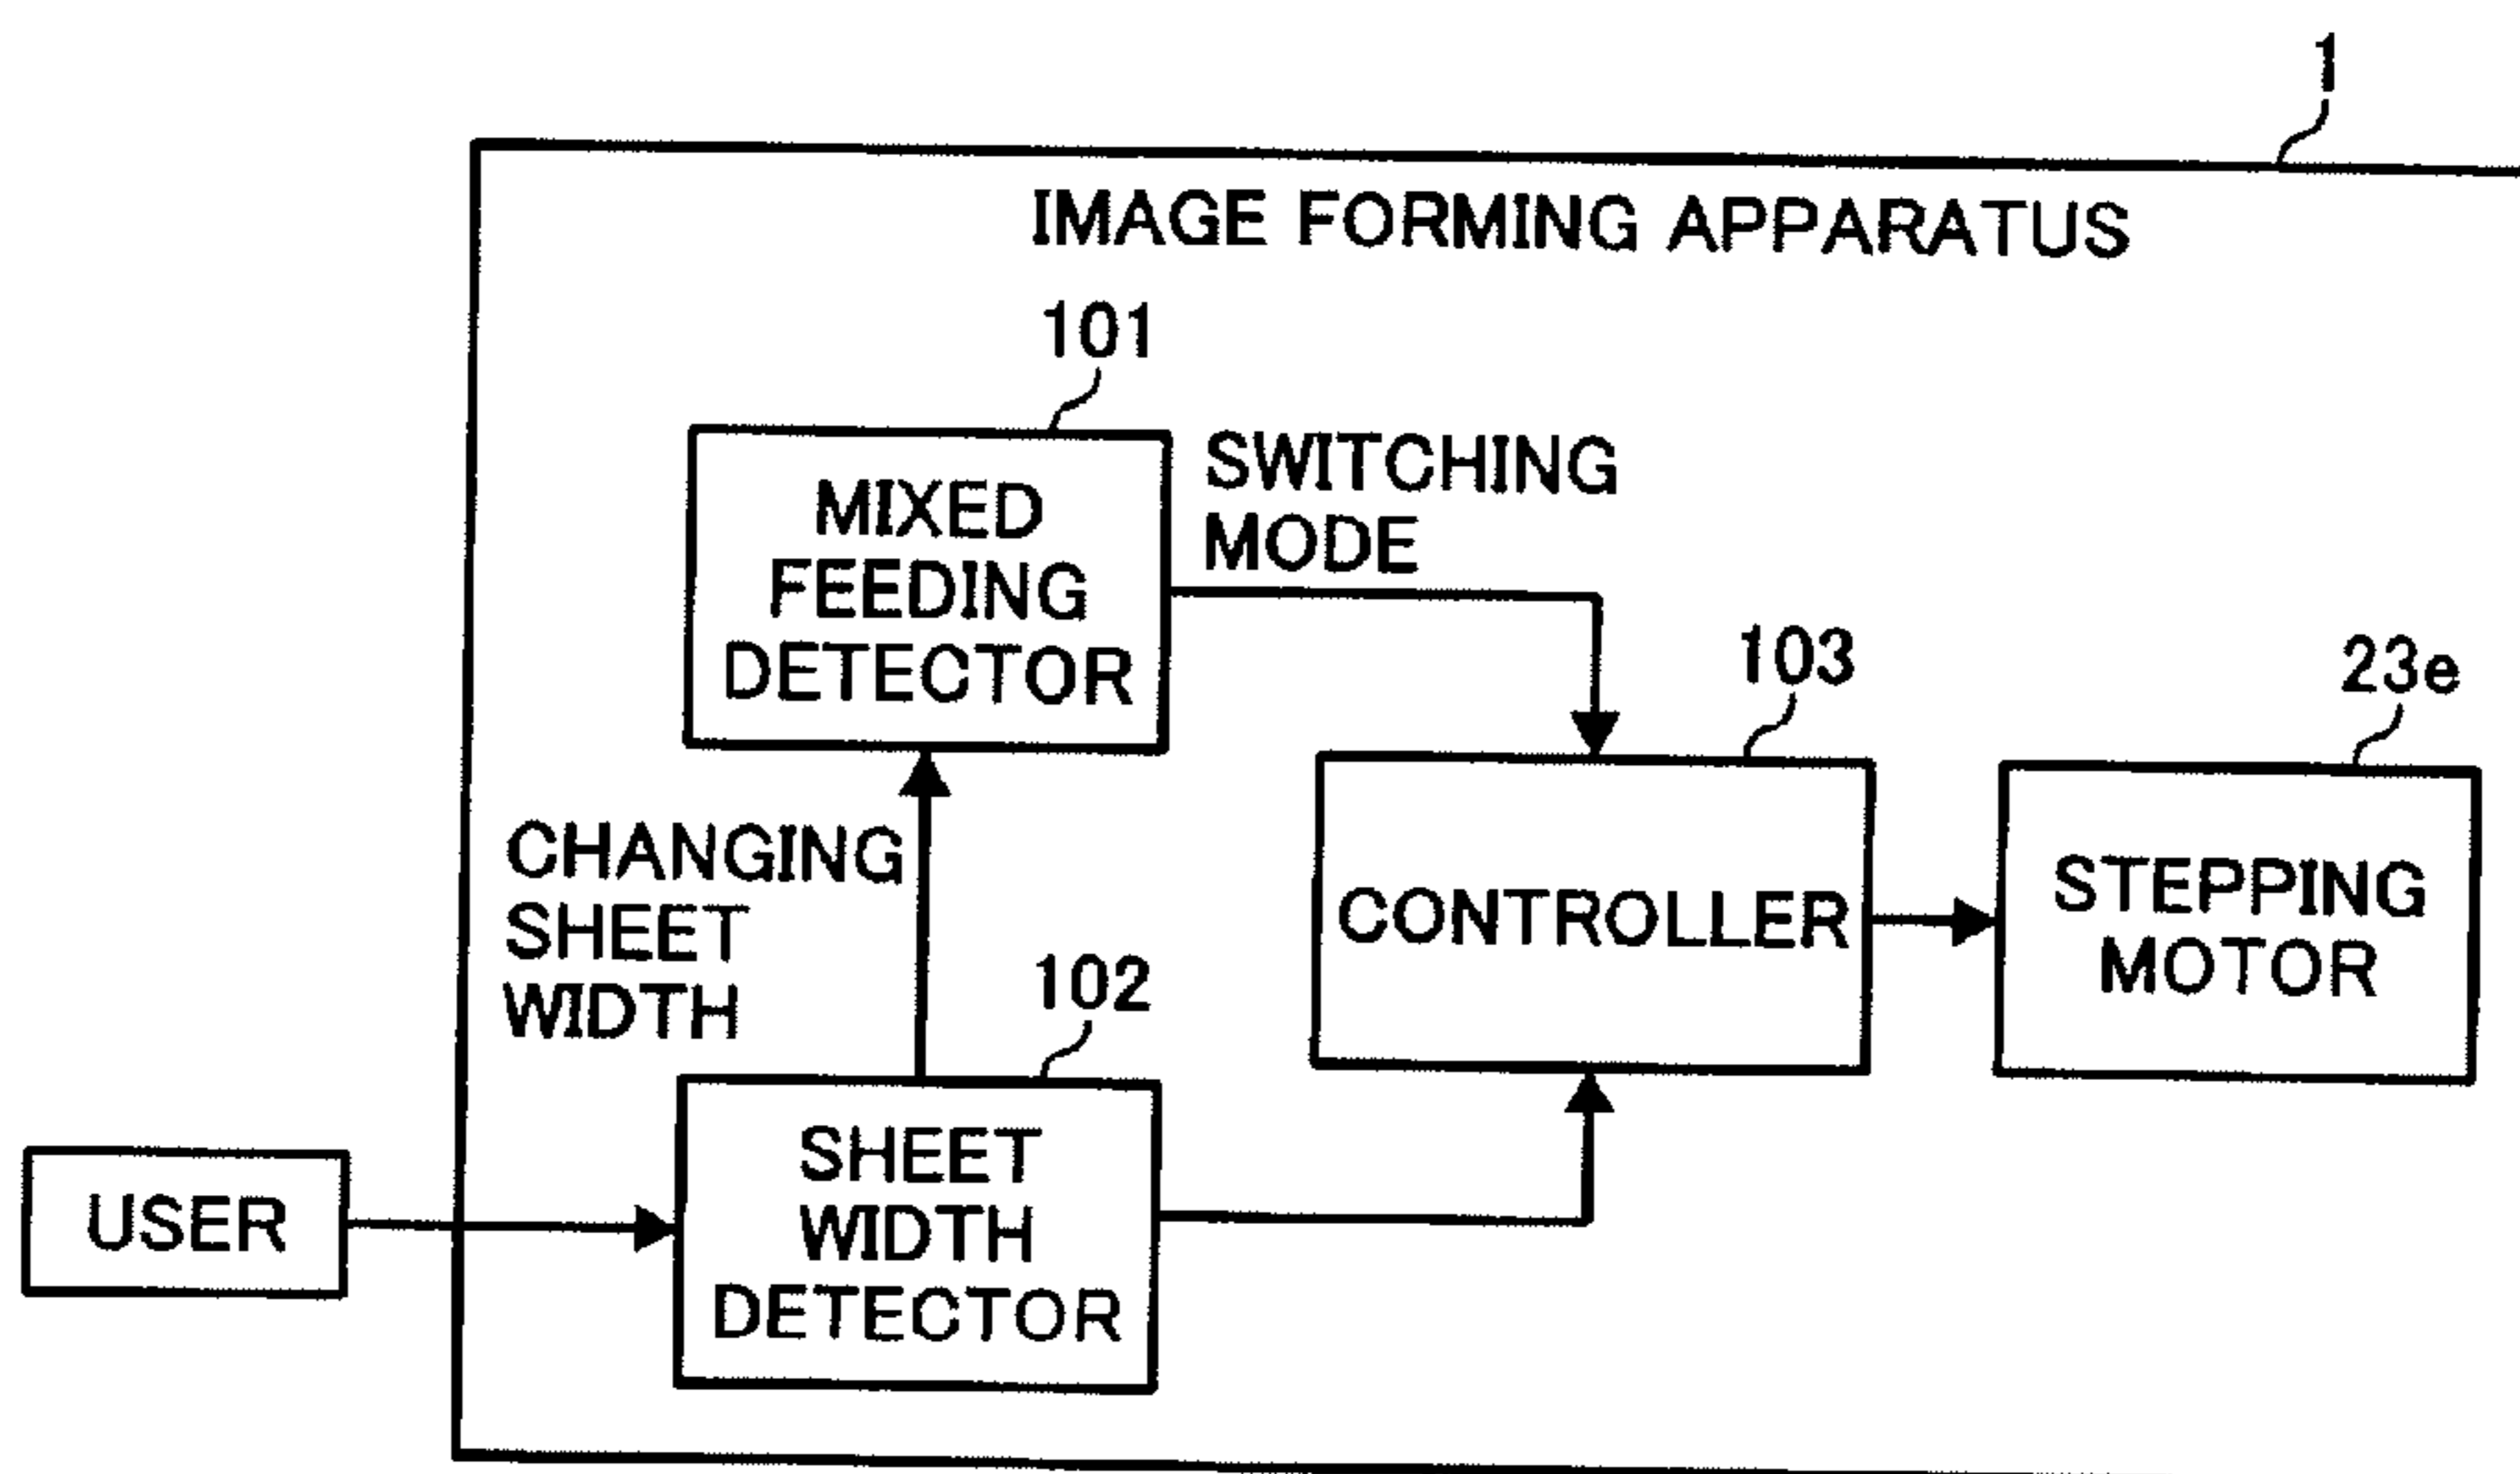 1
IMAGE FORMING APPARATUS
101
MIXED
FEEDING
DETECTOR
SWITCHING
MODE
103
CONTROLLER
23e
STEPPING
MOTOR
CHANGING
SHEET
WIDTH
102
SHEET
WIDTH
DETECTOR
USER